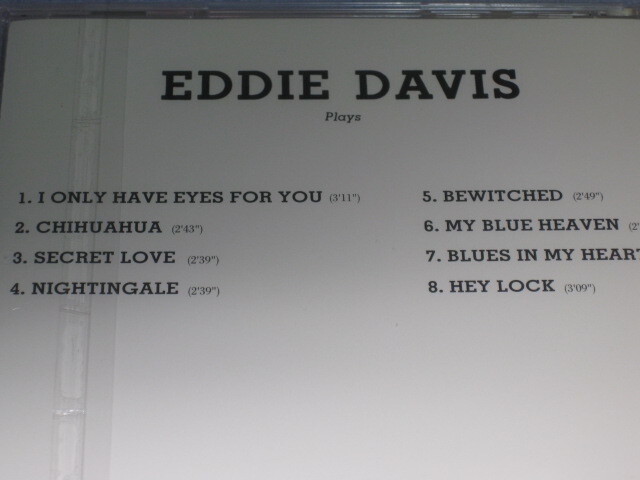 EDDIE DAVIS
Plays
1. I ONLY HAVE EYES FOR YOU (3'11")
2. CHIHUAHUA (2'43")
3. SECRET LOVE (2'39")
4. NIGHTINGALE (2'39")
5. BEWITCHED (2'49")
6. MY BLUE HEAVEN (2'
7. BLUES IN MY HEART
8. HEY LOCK (3'09")